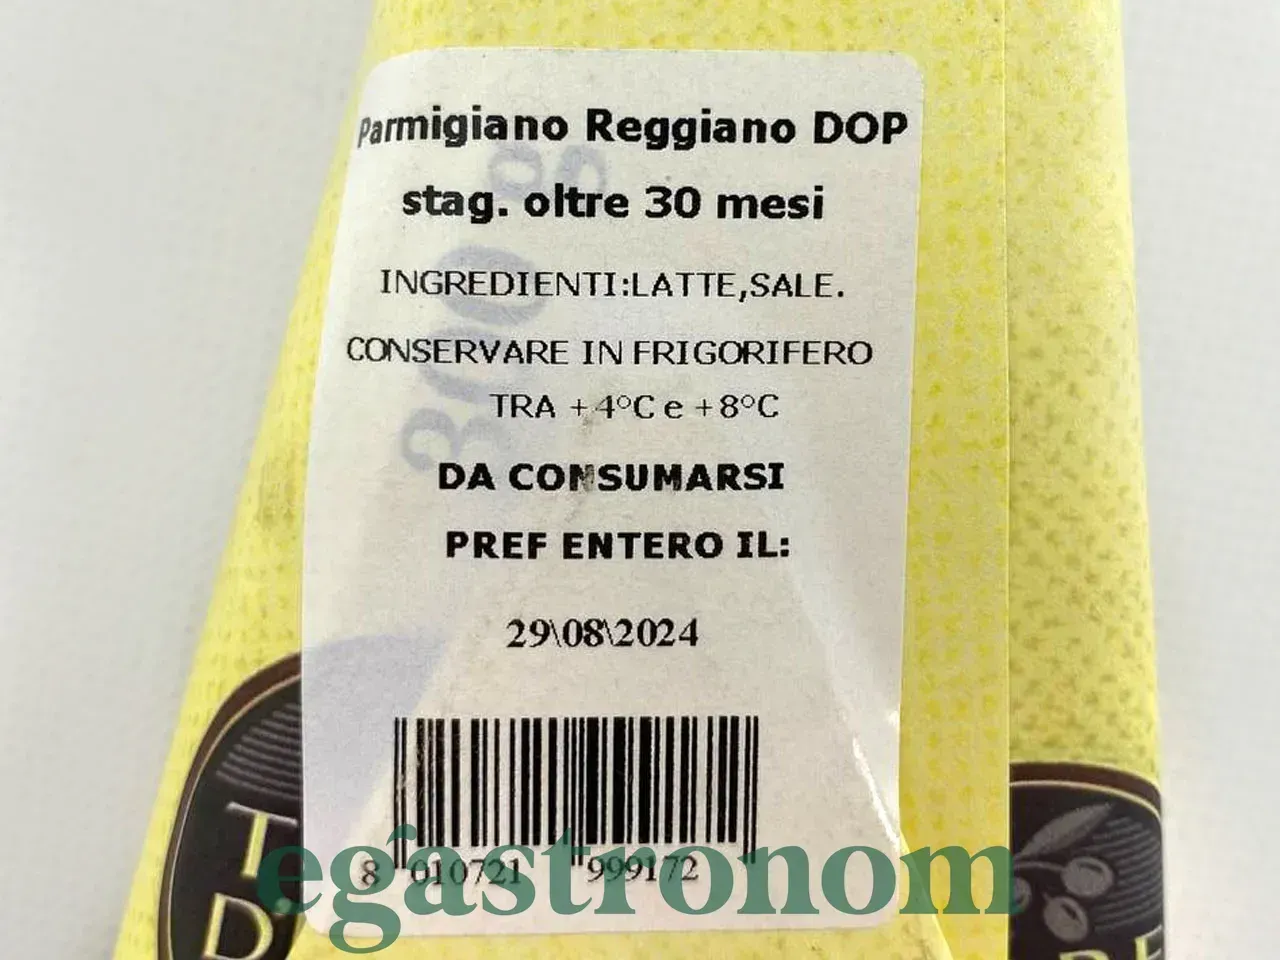 Parmigiano Reggiano DOP
stag. oltre 30 mesi
300 g
INGREDIENTI:LATTE,SALE.
CONSERVARE IN FRIGORIFERO
TRA +4°C e +8°C
DA CONSUMARSI
PREF ENTERO IL:
29\08\2024
8 010721 999172
egastronom